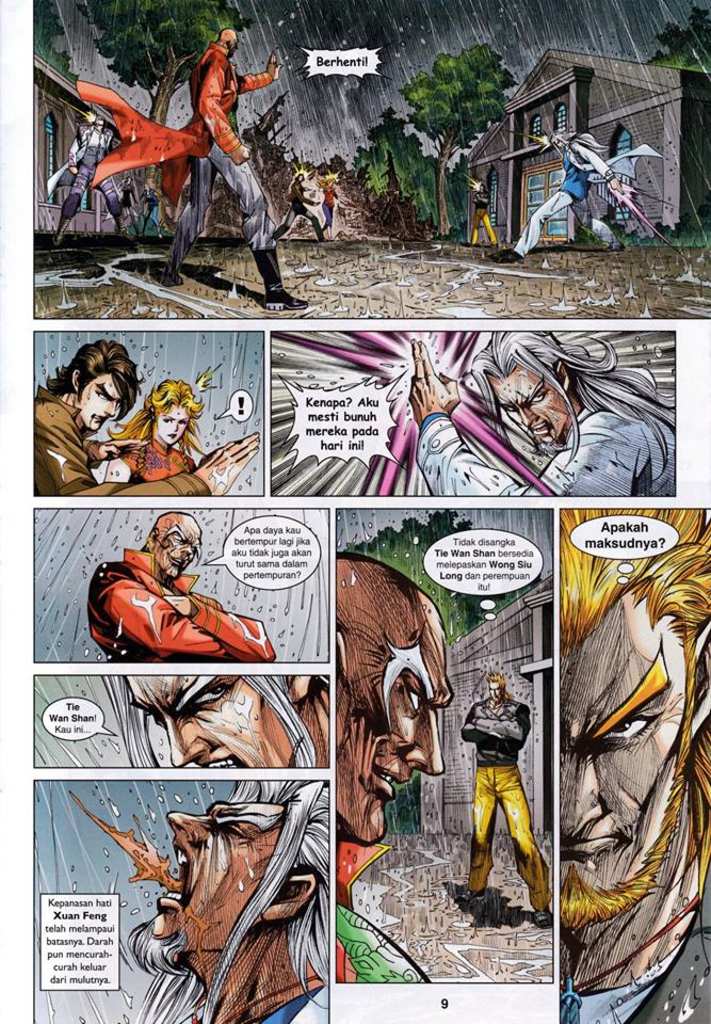 Berhenti!
!
Kenapa? Aku
mesti bunuh
mereka pada
hari ini!
Apa daya kau
bertempur lagi jika
aku tidak juga akan
turut sama dalam
pertempuran?
Tie
Wan Shan!
Kau ini...
Kepanasan hati
Xuan Feng
telah melampaui
batasnya. Darah
pun mencurah-
curah keluar
dari mulutnya.
Tidak disangka
Tie Wan Shan bersedia
melepaskan Wong Siu
Long dan perempuan
itu!
Apakah
maksudnya?
9